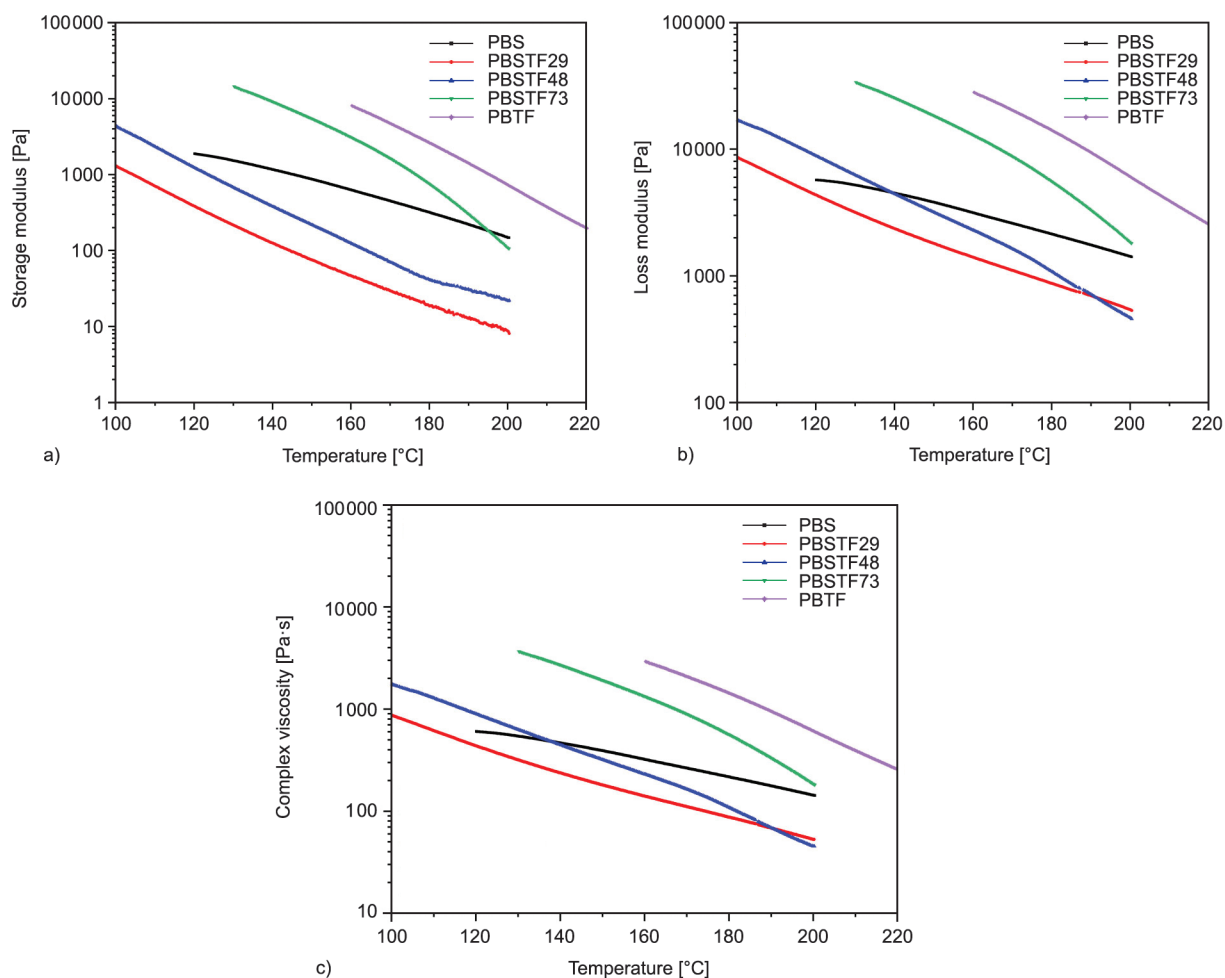 100000
10000
1000
100
10
1
Storage modulus [Pa]
PBS
PBSTF29
PBSTF48
PBSTF73
PBTF
100 120 140 160 180 200 220
Temperature [°C]
a)
100000
10000
1000
100
Loss modulus [Pa]
PBS
PBSTF29
PBSTF48
PBSTF73
PBTF
100 120 140 160 180 200 220
Temperature [°C]
b)
100000
10000
1000
100
10
Complex viscosity [Pa·s]
PBS
PBSTF29
PBSTF48
PBSTF73
PBTF
100 120 140 160 180 200 220
Temperature [°C]
c)